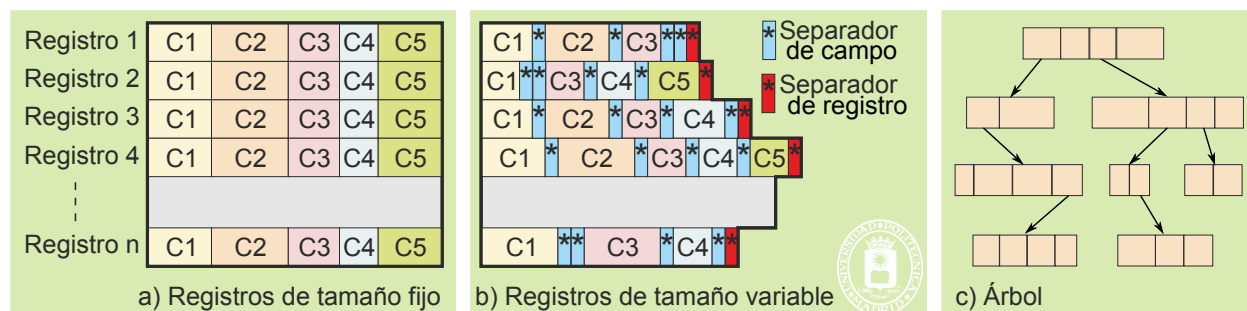 Registro 1 C1 C2 C3 C4 C5
Registro 2 C1 C2 C3 C4 C5
Registro 3 C1 C2 C3 C4 C5
Registro 4 C1 C2 C3 C4 C5
Registro n C1 C2 C3 C4 C5
a) Registros de tamaño fijo
C1 * C2 * C3 * * *
C1 * * C3 * C4 * C5 *
C1 * C2 * C3 * C4 * *
C1 * C2 * C3 * C4 * C5 *
C1 * * C3 * C4 * *
* Separador
de campo
* Separador
de registro
b) Registros de tamaño variable
UNIVERSIDAD POLITÉCNICA
MADRID
c) Árbol